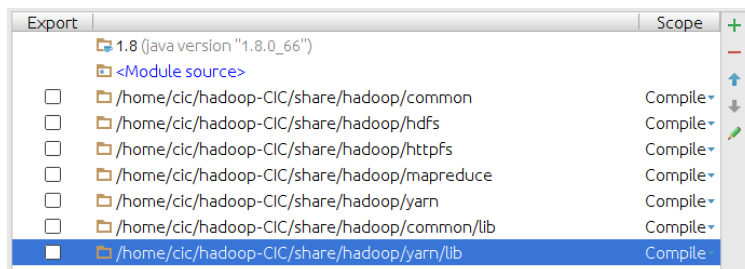 Export Scope
1.8 (java version "1.8.0_66")
<Module source>
/home/cic/hadoop-CIC/share/hadoop/common Compile
/home/cic/hadoop-CIC/share/hadoop/hdfs Compile
/home/cic/hadoop-CIC/share/hadoop/httpfs Compile
/home/cic/hadoop-CIC/share/hadoop/mapreduce Compile
/home/cic/hadoop-CIC/share/hadoop/yarn Compile
/home/cic/hadoop-CIC/share/hadoop/common/lib Compile
/home/cic/hadoop-CIC/share/hadoop/yarn/lib Compile